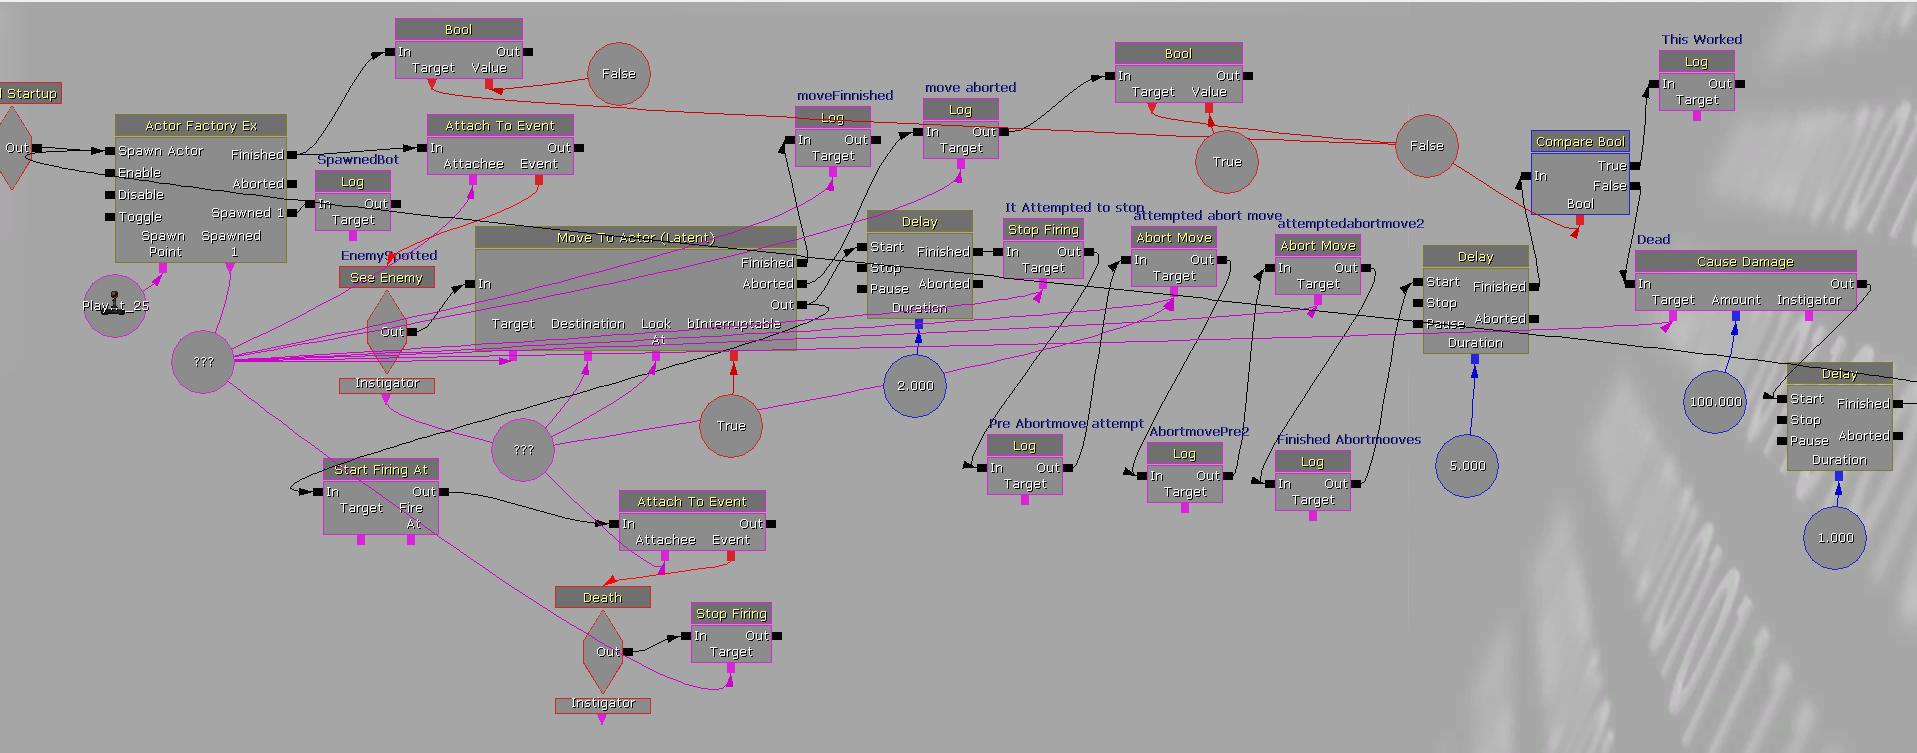 Startup
Out
Actor Factory Ex
Spawn Actor
Finished
Enable
Aborted
Disable
Spawned 1
Toggle
Spawn Point
Spawned 1
???
Bool
In
Out
Target
Value
False
Attach To Event
In
Out
Attachee
Event
SpawnedBot
Log
In
Out
Target
EnemySpotted
See Enemy
Out
Instigator
Move To Actor (Latent)
In
Finished
Aborted
Out
Target
Destination
Look At
bInterruptable
???
True
moveFinnished
Log
In
Out
Target
move aborted
Log
In
Out
Target
Bool
In
Out
Target
Value
True
False
Delay
Start
Finished
Stop
Pause
Aborted
Duration
2.000
It Attempted to stop
Stop Firing
In
Out
Target
attempted abort move
Abort Move
In
Out
Target
attemptedabortmove2
Abort Move
In
Out
Target
Pre Abortmove attempt
Log
In
Out
Target
AbortmovePre2
Log
In
Out
Target
Finished Abortmooves
Log
In
Out
Target
Delay
Start
Finished
Stop
Pause
Aborted
Duration
5.000
Compare Bool
In
True
False
Bool
This Worked
Log
In
Out
Target
Dead
Cause Damage
In
Out
Target
Amount
Instigator
100.000
Delay
Start
Finished
Stop
Pause
Aborted
Duration
1.000
Start Firing At
In
Out
Target
Fire At
Attach To Event
In
Out
Attachee
Event
Death
Out
Instigator
Stop Firing
In
Out
Target